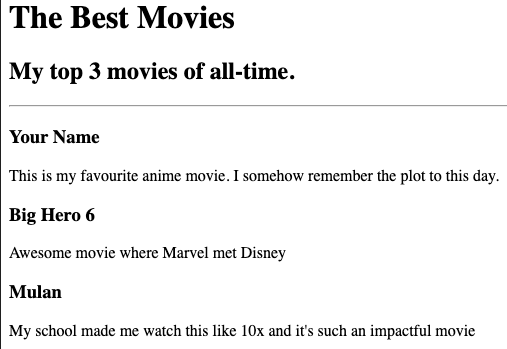 The Best Movies
My top 3 movies of all-time.
Your Name
This is my favourite anime movie. I somehow remember the plot to this day.
Big Hero 6
Awesome movie where Marvel met Disney
Mulan
My school made me watch this like 10x and it's such an impactful movie